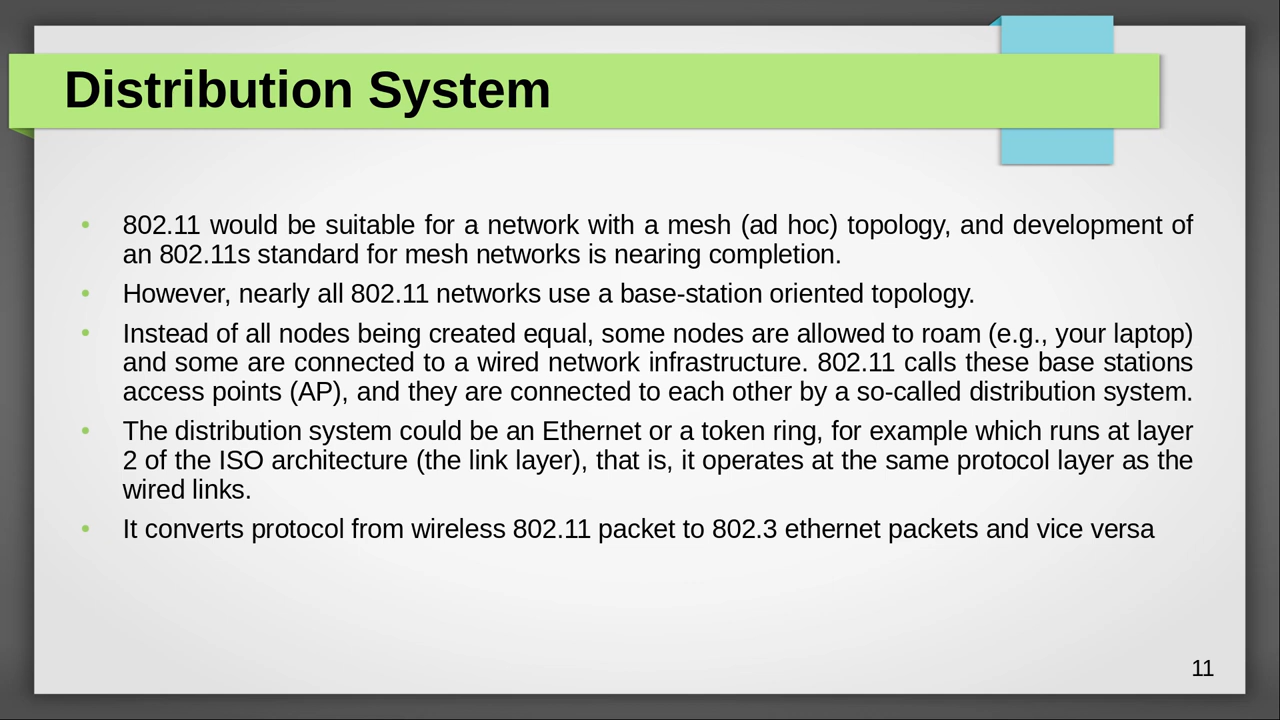 Distribution System
• 802.11 would be suitable for a network with a mesh (ad hoc) topology, and development of
an 802.11s standard for mesh networks is nearing completion.
• However, nearly all 802.11 networks use a base-station oriented topology.
• Instead of all nodes being created equal, some nodes are allowed to roam (e.g., your laptop)
and some are connected to a wired network infrastructure. 802.11 calls these base stations
access points (AP), and they are connected to each other by a so-called distribution system.
• The distribution system could be an Ethernet or a token ring, for example which runs at layer
2 of the ISO architecture (the link layer), that is, it operates at the same protocol layer as the
wired links.
• It converts protocol from wireless 802.11 packet to 802.3 ethernet packets and vice versa
11